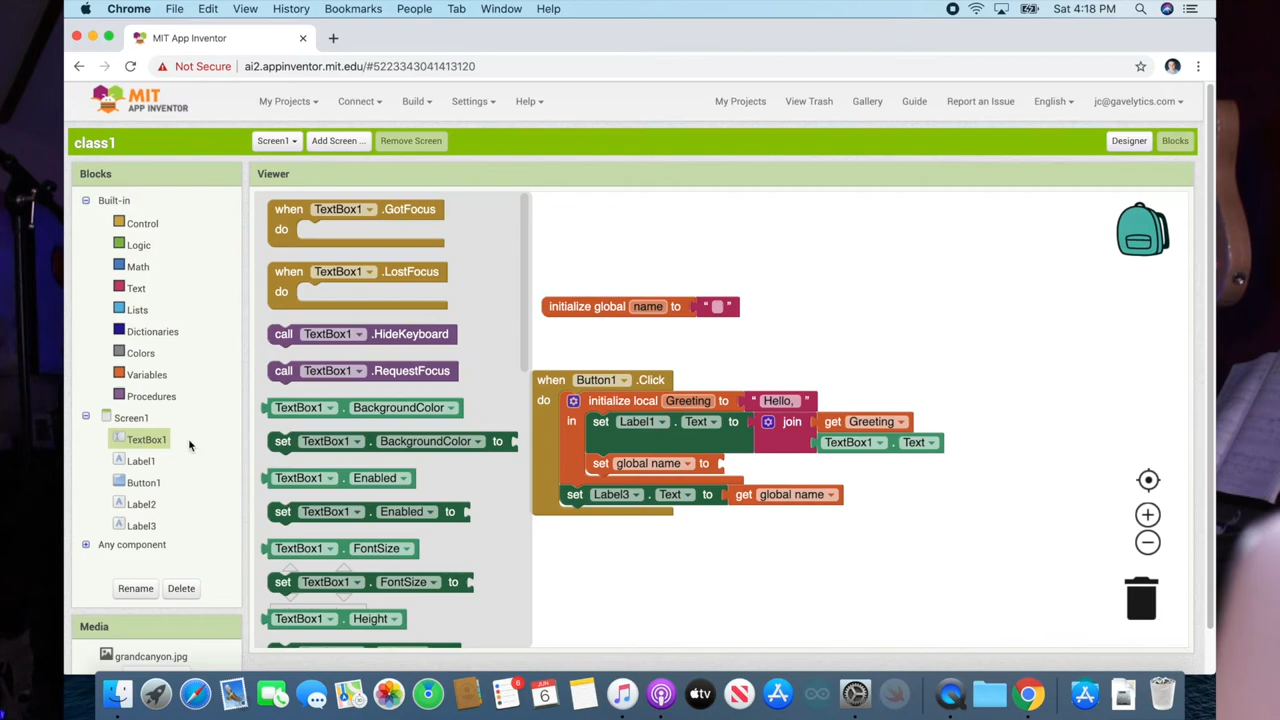 Chrome File Edit View History Bookmarks People Tab Window Help Sat 4:18 PM
MIT App Inventor
Not Secure ai2.appinventor.mit.edu/#5223343041413120
MIT
APP INVENTOR
My Projects Connect Build Settings Help My Projects View Trash Gallery Guide Report an Issue English jc@gavelytics.com
class1 Screen1 Add Screen ... Remove Screen Designer Blocks
Blocks
Built-in
Control
Logic
Math
Text
Lists
Dictionaries
Colors
Variables
Procedures
Screen1
TextBox1
Label1
Button1
Label2
Label3
Any component
Rename Delete
Media
grandcanyon.jpg
Viewer
when TextBox1 .GotFocus
do
when TextBox1 .LostFocus
do
call TextBox1 .HideKeyboard
call TextBox1 .RequestFocus
TextBox1 . BackgroundColor
set TextBox1 . BackgroundColor to
TextBox1 . Enabled
set TextBox1 . Enabled to
TextBox1 . FontSize
set TextBox1 . FontSize to
TextBox1 . Height
initialize global name to " "
when Button1 .Click
do initialize local Greeting to " Hello, "
in set Label1 . Text to join get Greeting
TextBox1 . Text
set global name to
set Label3 . Text to get global name
6
JUN
6
tv